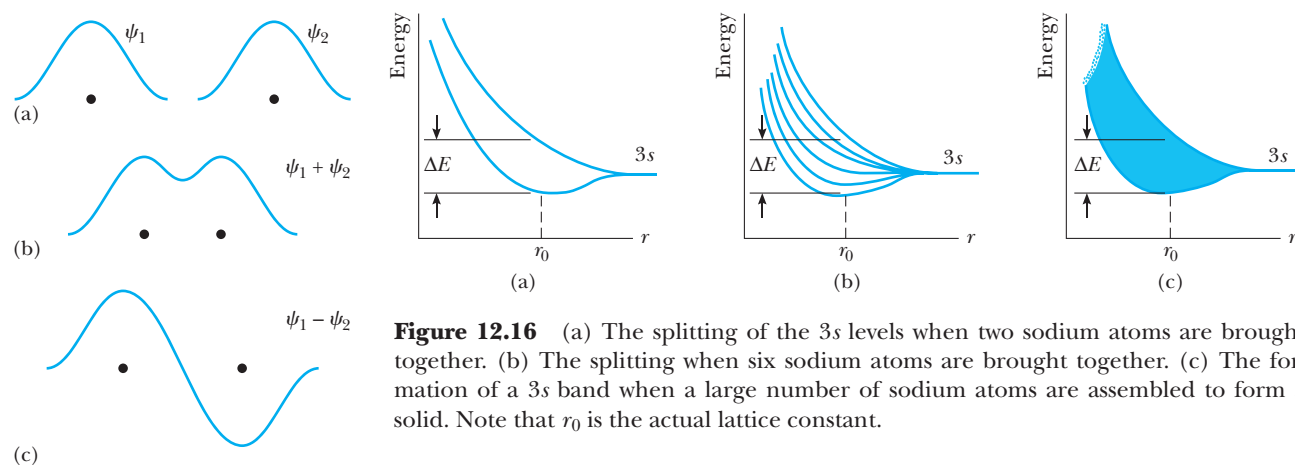 ψ₁
ψ₂
(a)
ψ₁ + ψ₂
(b)
ψ₁ − ψ₂
(c)
Energy
ΔE
3s
r
r₀
(a)
Energy
ΔE
3s
r
r₀
(b)
Energy
ΔE
3s
r
r₀
(c)
Figure 12.16 (a) The splitting of the 3s levels when two sodium atoms are brought
together. (b) The splitting when six sodium atoms are brought together. (c) The for-
mation of a 3s band when a large number of sodium atoms are assembled to form
solid. Note that r₀ is the actual lattice constant.